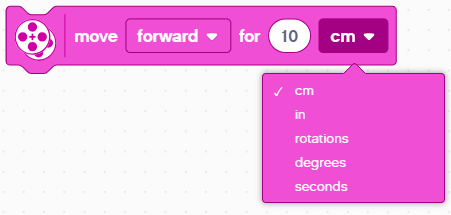 move forward for 10 cm
cm
in
rotations
degrees
seconds